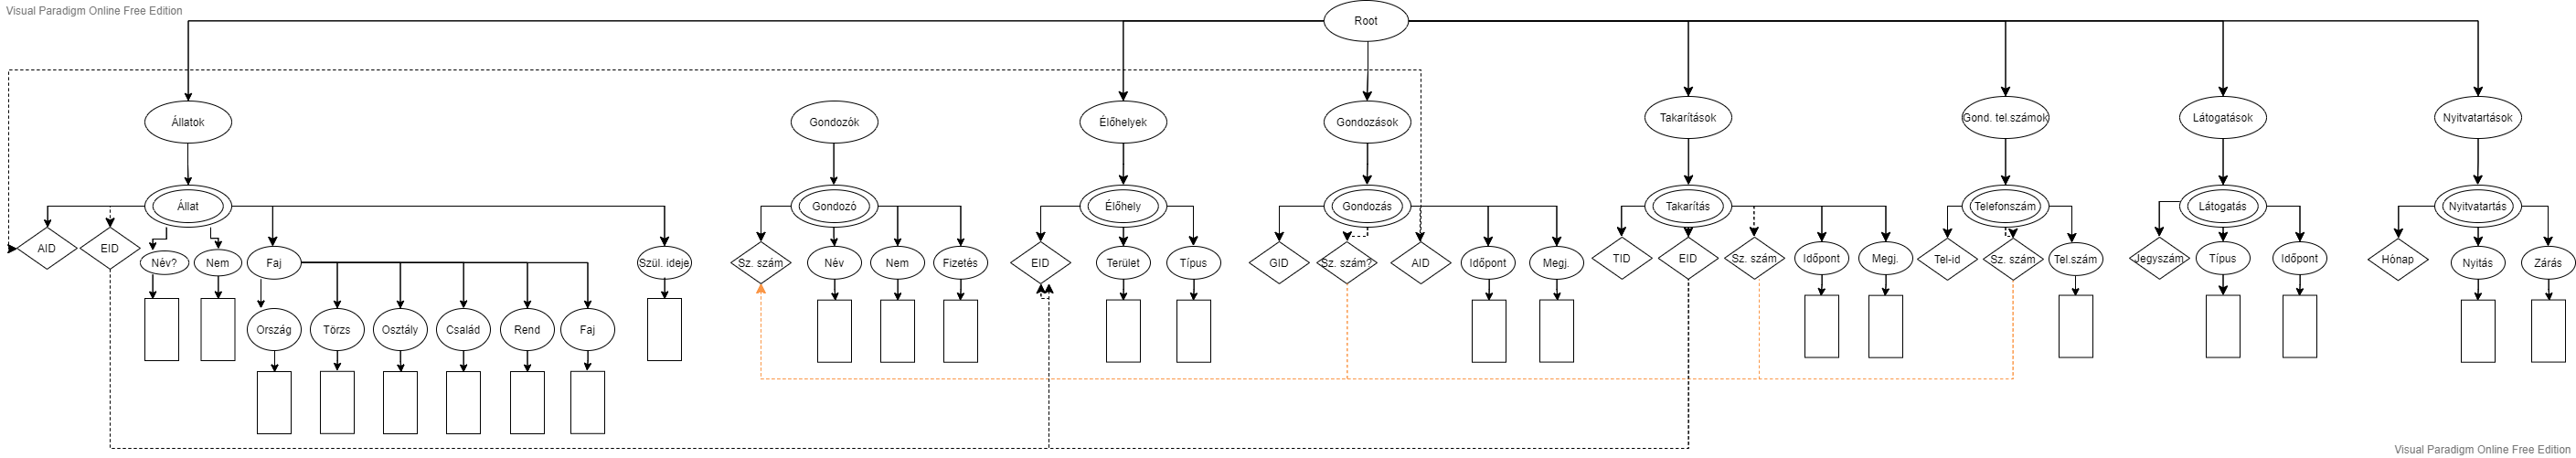 Visual Paradigm Online Free Edition
Root
Állatok
Gondozók
Élőhelyek
Gondozások
Takarítások
Gond. tel.számok
Látogatások
Nyitvatartások
Állat
Gondozó
Élőhely
Gondozás
Takarítás
Telefonszám
Látogatás
Nyitvatartás
AID
EID
Név?
Nem
Faj
Szül. ideje
Sz. szám
Név
Nem
Fizetés
EID
Terület
Típus
GID
Sz. szám?
AID
Időpont
Megj.
TID
EID
Sz. szám
Időpont
Megj.
Tel-id
Sz. szám
Tel.szám
Jegyszám
Típus
Időpont
Hónap
Nyitás
Zárás
Ország
Törzs
Osztály
Család
Rend
Faj
Visual Paradigm Online Free Edition